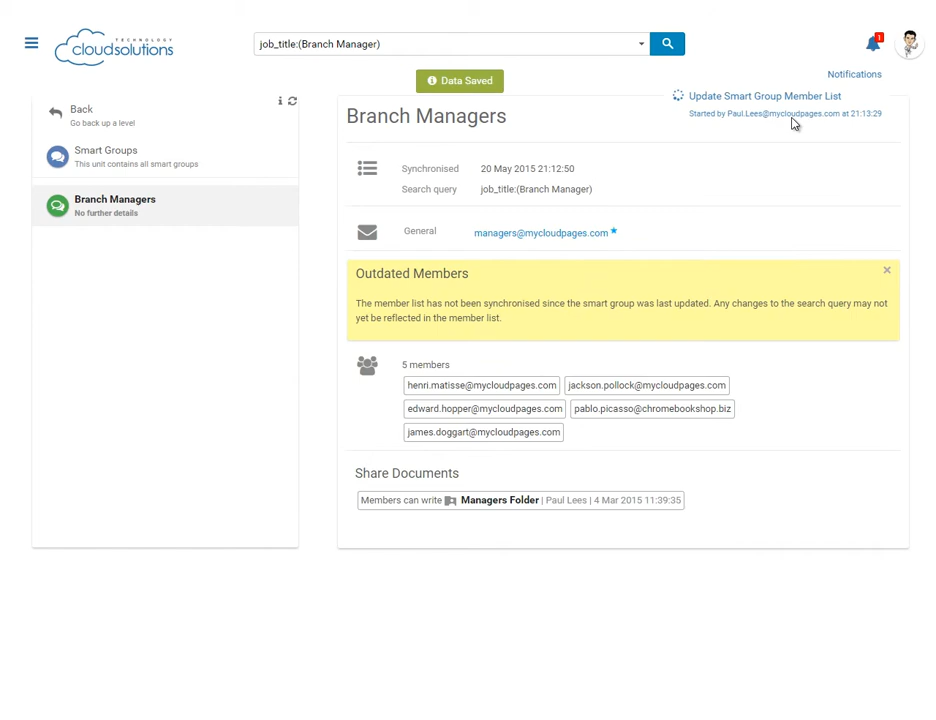 TECHNOLOGY
cloudsolutions
job_title:(Branch Manager)
1
Data Saved
Notifications
Update Smart Group Member List
Started by Paul.Lees@mycloudpages.com at 21:13:29
Back
Go back up a level
Smart Groups
This unit contains all smart groups
Branch Managers
No further details
Branch Managers
Synchronised 20 May 2015 21:12:50
Search query job_title:(Branch Manager)
General managers@mycloudpages.com
Outdated Members
The member list has not been synchronised since the smart group was last updated. Any changes to the search query may not
yet be reflected in the member list.
5 members
henri.matisse@mycloudpages.com jackson.pollock@mycloudpages.com
edward.hopper@mycloudpages.com pablo.picasso@chromebookshop.biz
james.doggart@mycloudpages.com
Share Documents
Members can write Managers Folder | Paul Lees | 4 Mar 2015 11:39:35